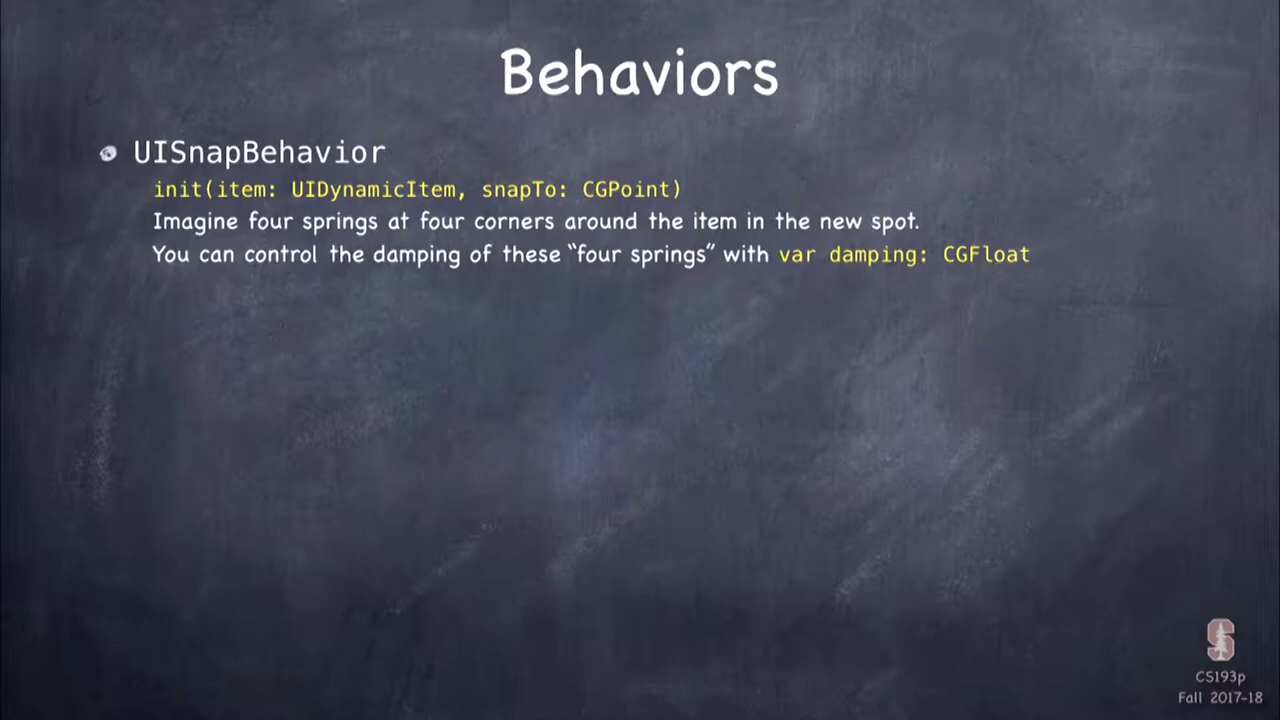 Behaviors
UISnapBehavior
init(item: UIDynamicItem, snapTo: CGPoint)
Imagine four springs at four corners around the item in the new spot.
You can control the damping of these “four springs” with var damping: CGFloat
S
CS193p
Fall 2017-18